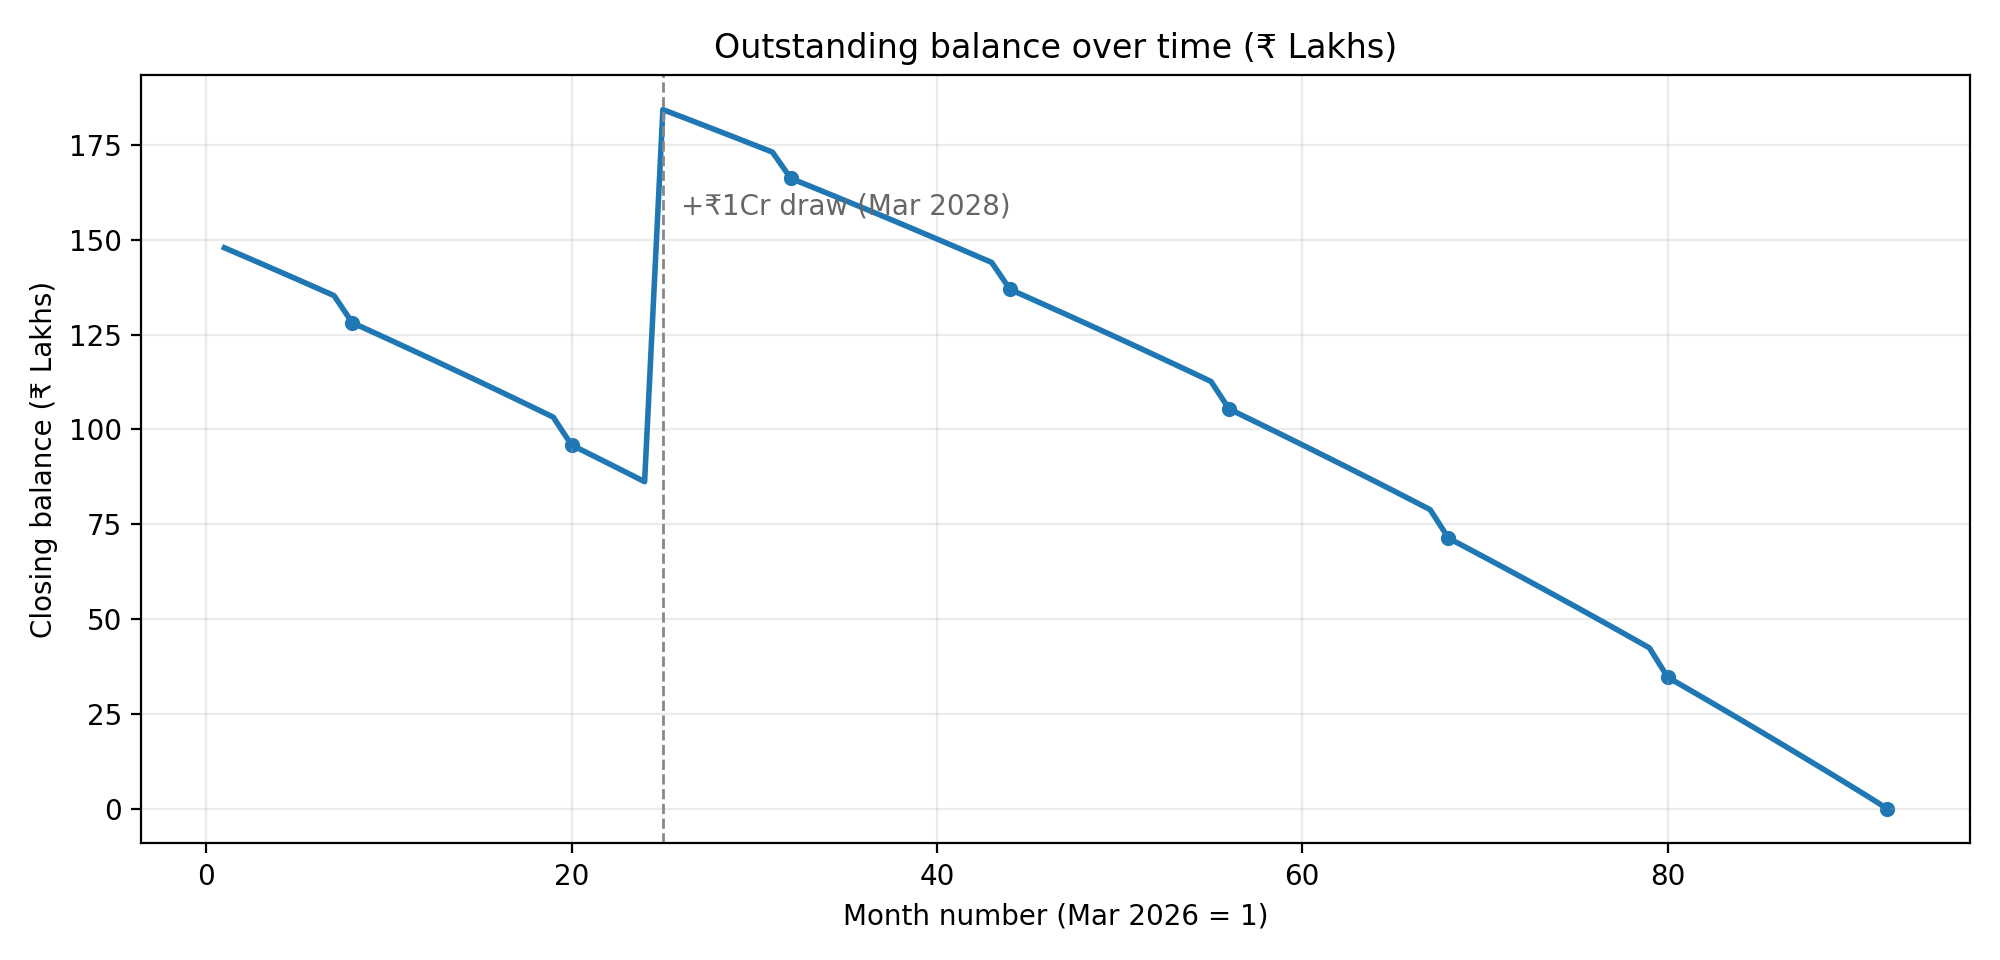 Outstanding balance over time (₹ Lakhs)
Closing balance (₹ Lakhs)
175
150
125
100
75
50
25
0
+₹1Cr draw (Mar 2028)
0 20 40 60 80
Month number (Mar 2026 = 1)